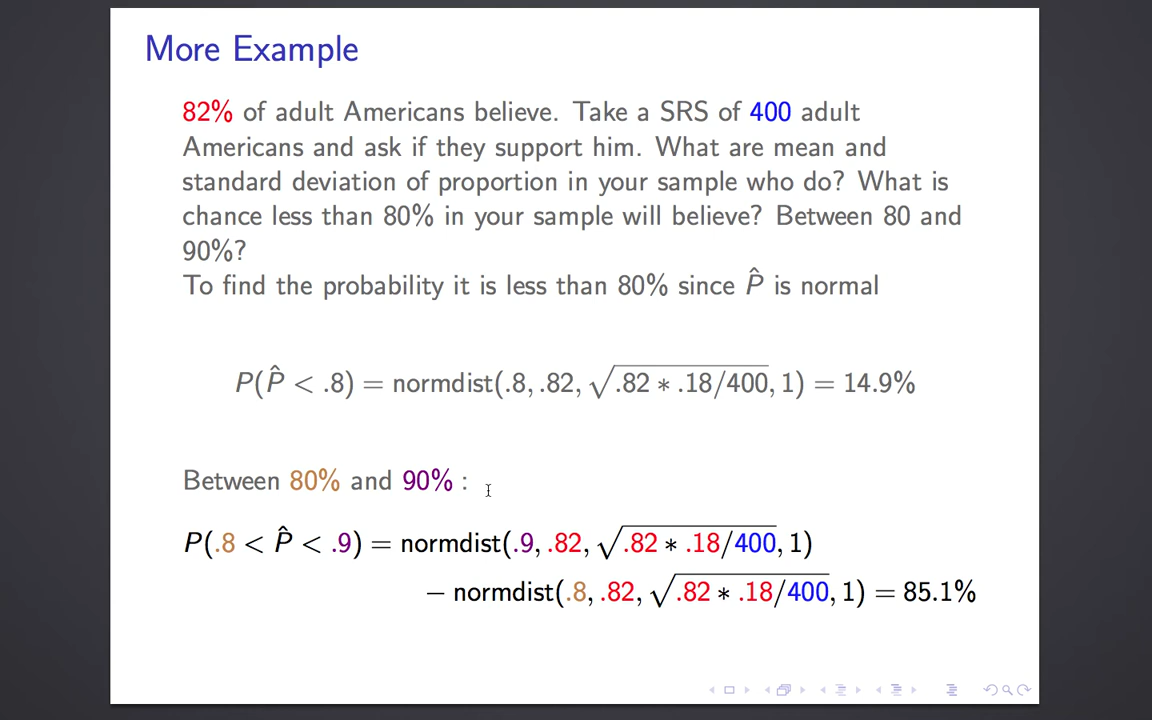 More Example
82% of adult Americans believe. Take a SRS of 400 adult
Americans and ask if they support him. What are mean and
standard deviation of proportion in your sample who do? What is
chance less than 80% in your sample will believe? Between 80 and
90%?
To find the probability it is less than 80% since P̂ is normal
P(P̂ < .8) = normdist(.8, .82, √.82 ∗ .18/400, 1) = 14.9%
Between 80% and 90% :
P(.8 < P̂ < .9) = normdist(.9, .82, √.82 ∗ .18/400, 1)
− normdist(.8, .82, √.82 ∗ .18/400, 1) = 85.1%